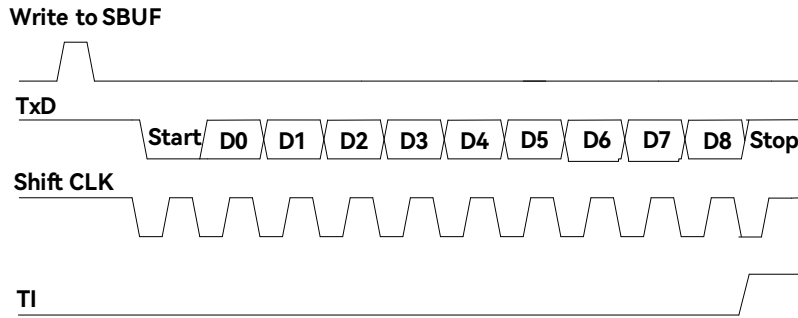 Write to SBUF
TxD
Start D0 D1 D2 D3 D4 D5 D6 D7 D8 Stop
Shift CLK
TI